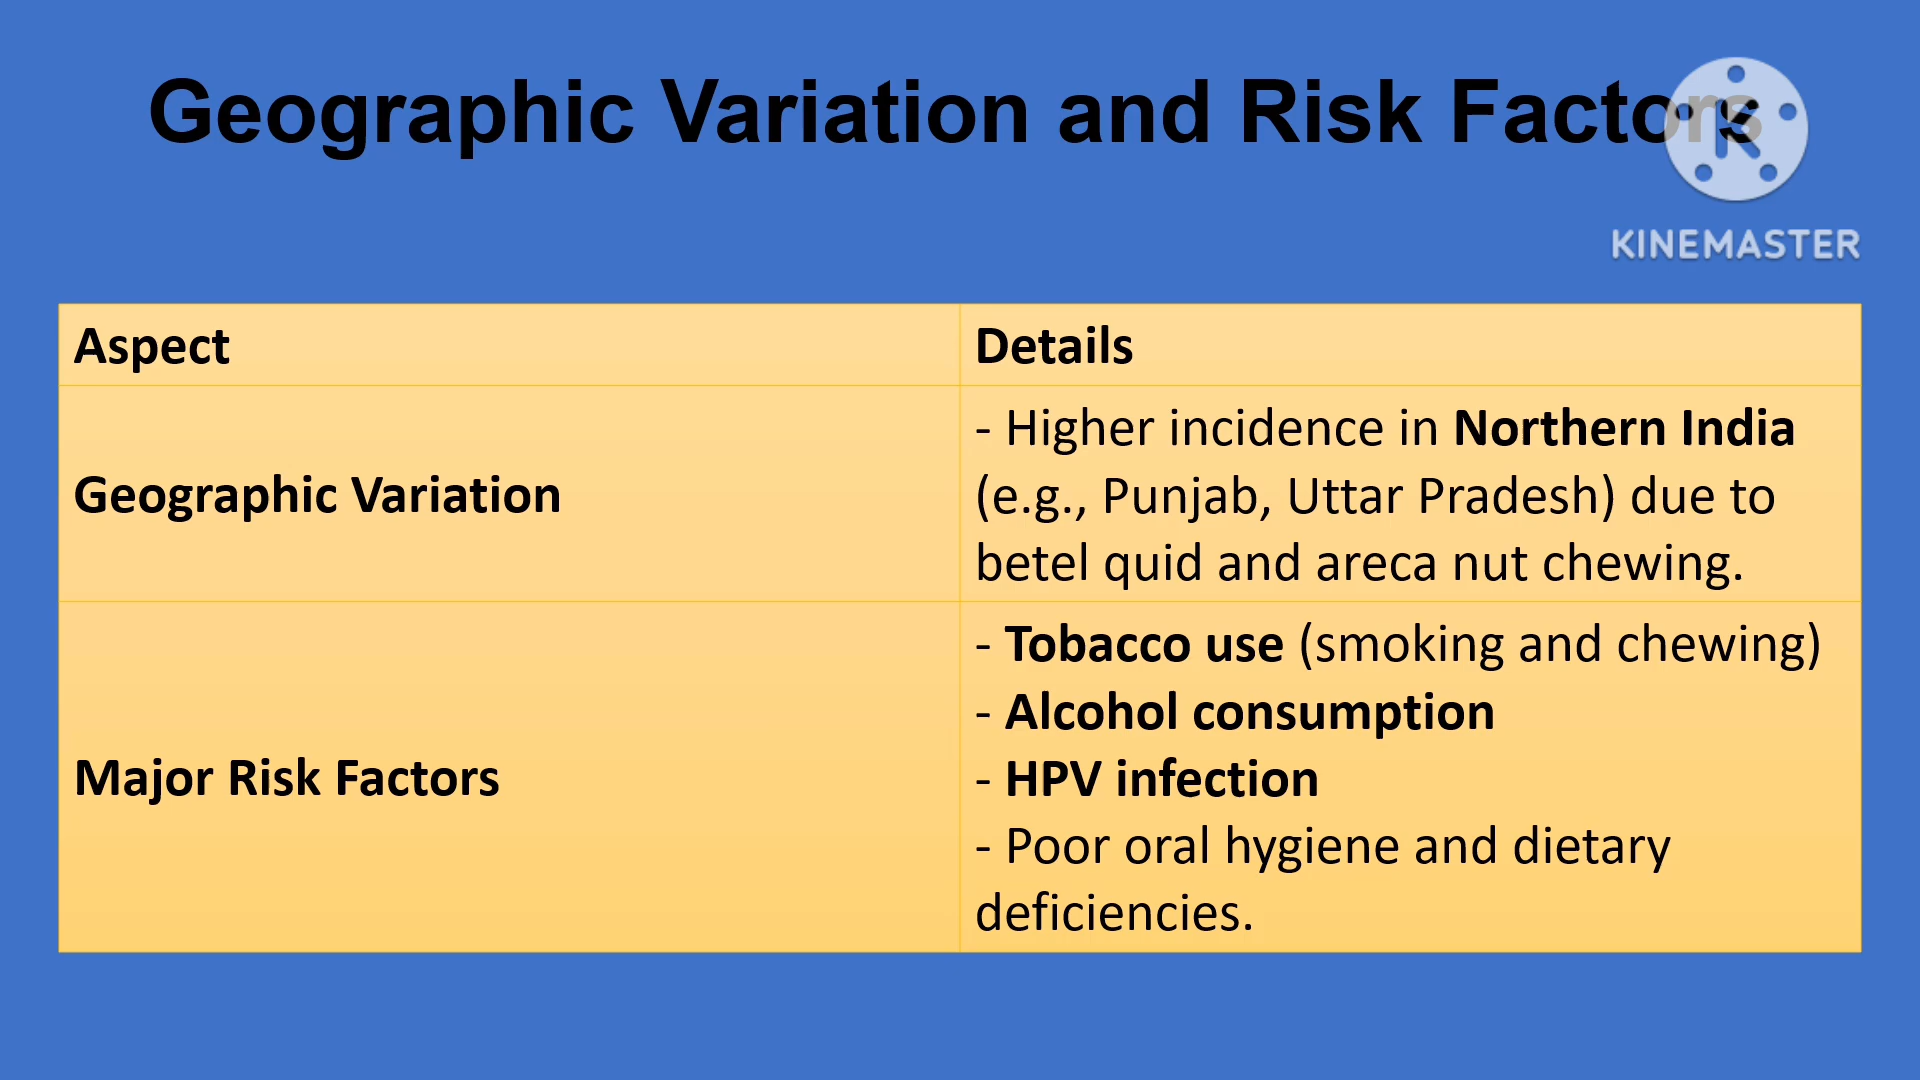 Geographic Variation and Risk Factors
KINEMASTER
Aspect
Details
Geographic Variation
- Higher incidence in Northern India
(e.g., Punjab, Uttar Pradesh) due to
betel quid and areca nut chewing.
Major Risk Factors
- Tobacco use (smoking and chewing)
- Alcohol consumption
- HPV infection
- Poor oral hygiene and dietary
deficiencies.